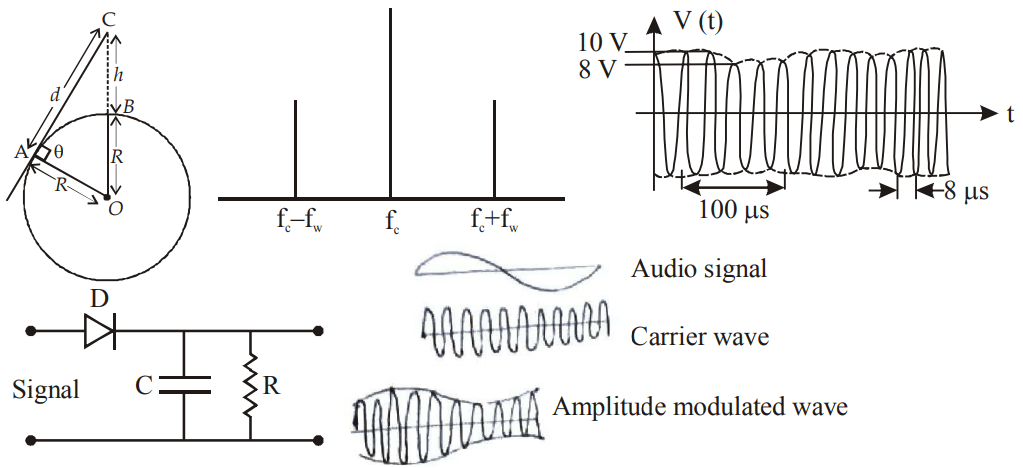 C
h
d
B
A
θ
R
R
O
f_c–f_w
f_c
f_c+f_w
V (t)
10 V
8 V
t
100 μs
8 μs
D
Signal
C
R
Audio signal
Carrier wave
Amplitude modulated wave